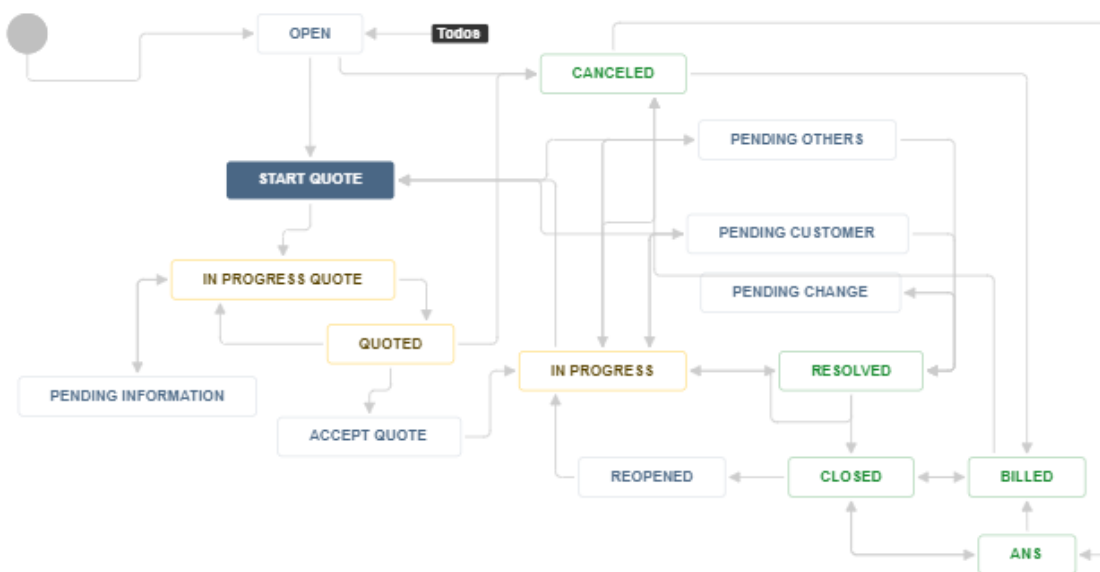 OPEN
Todos
CANCELED
PENDING OTHERS
START QUOTE
PENDING CUSTOMER
IN PROGRESS QUOTE
PENDING CHANGE
QUOTED
IN PROGRESS
RESOLVED
PENDING INFORMATION
ACCEPT QUOTE
REOPENED
CLOSED
BILLED
ANS